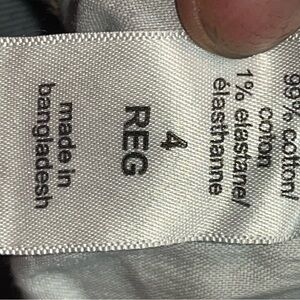 99% cotton/
coton
1% elastane/
élasthanne
4
REG
made in
bangladesh